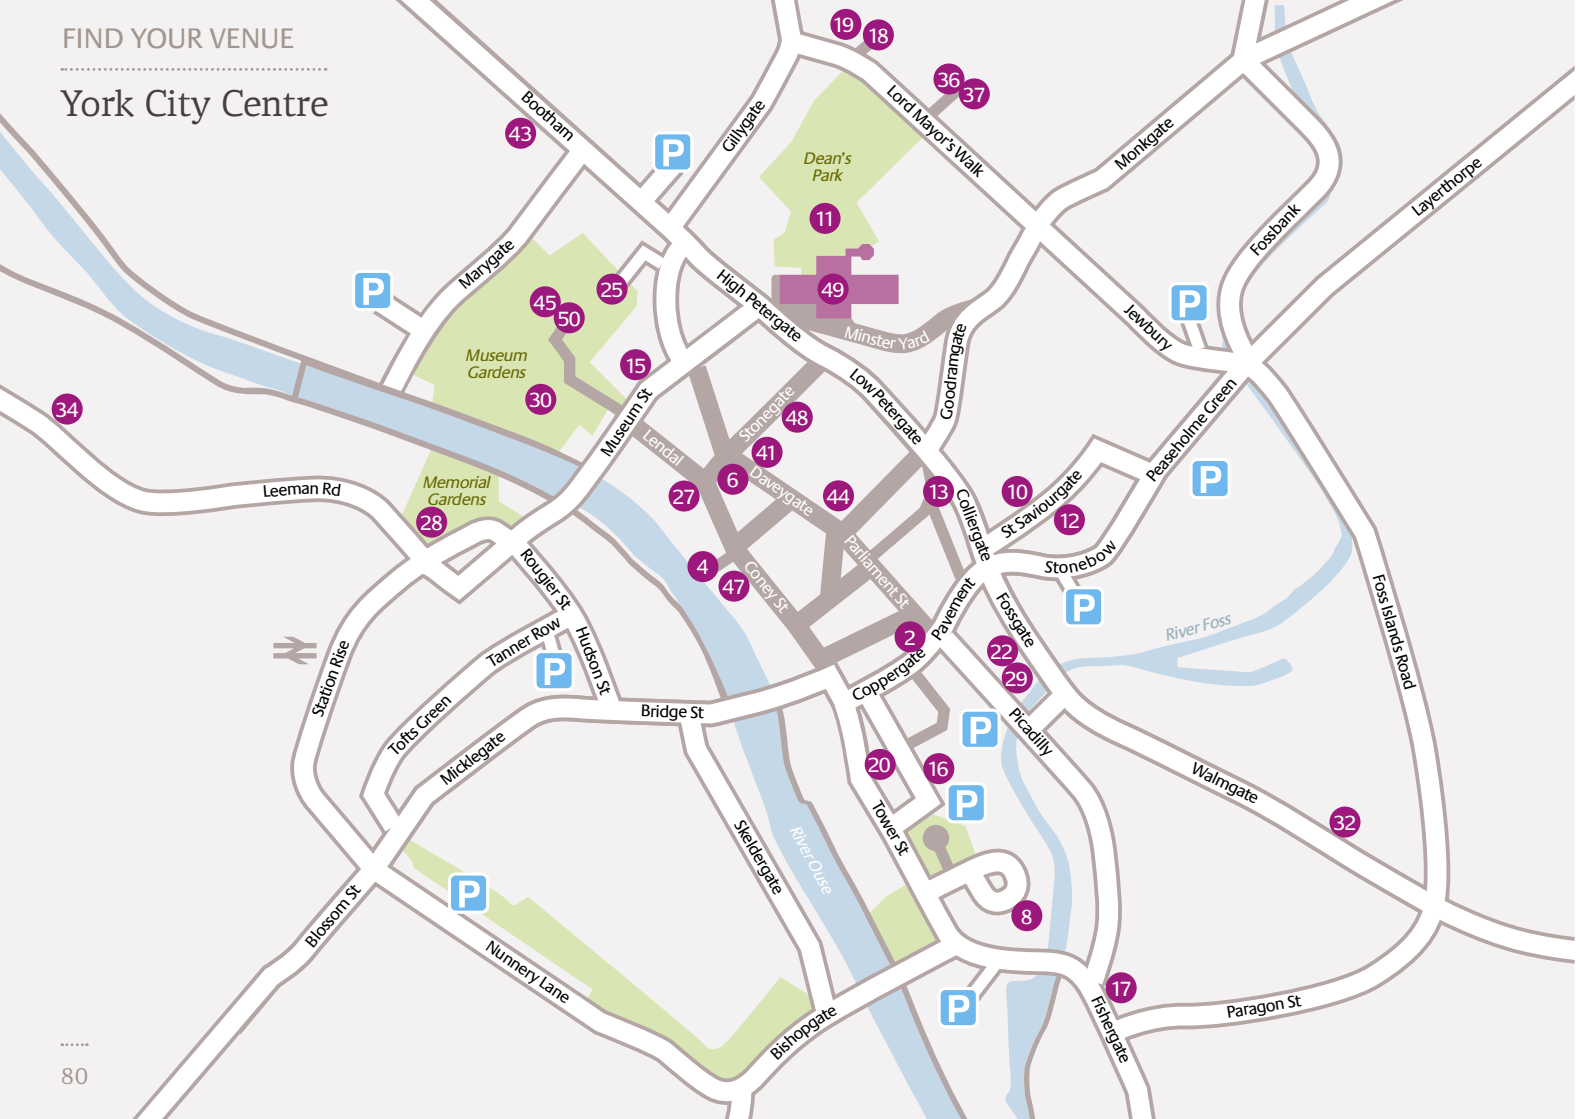 FIND YOUR VENUE
York City Centre
19
18
36
37
Bootham
43
P
Gillygate
Lord Mayor's Walk
Dean's
Park
11
Monkgate
Layerthorpe
Fossbank
Marygate
P
25
45
50
High Petergate
49
Minster Yard
Jewbury
P
Museum
Gardens
15
30
Museum St
34
Goodramgate
Low Petergate
Stonegate
48
41
6
Lendal
27
Daveygate
44
13
Peaseholme Green
P
Leeman Rd
Memorial
Gardens
28
Colliergate
10
St Saviourgate
12
Stonebow
P
4
47
Coney St
Parliament St
Pavement
Fossgate
Rougier St
Foss Islands Road
River Foss
Station Rise
Tanner Row
Hudson St
P
2
Coppergate
22
29
Tofts Green
Bridge St
Micklegate
Picadilly
P
20
16
P
Walmgate
32
Tower St
Skeldergate
River Ouse
P
Blossom St
8
Nunnery Lane
17
P
Bishopgate
Fishergate
Paragon St
80